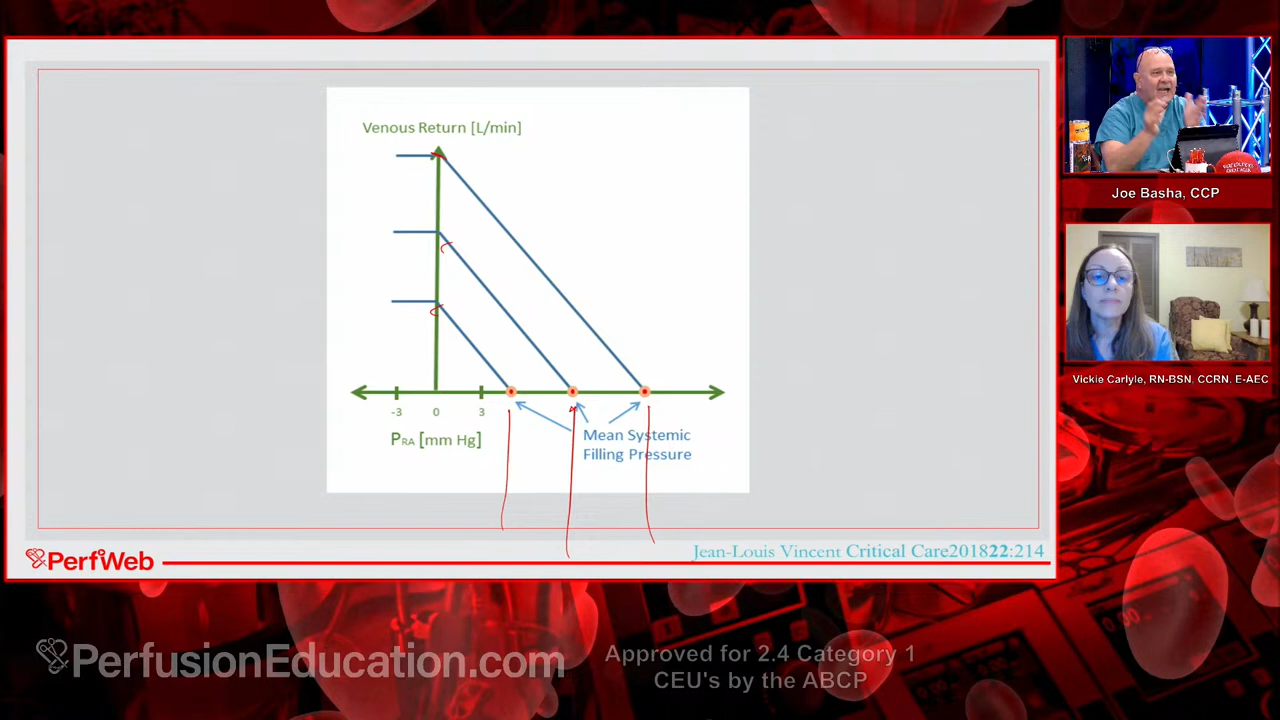 Venous Return [L/min]
-3
0
3
PRA [mm Hg]
Mean Systemic
Filling Pressure
Jean-Louis Vincent Critical Care2018 22:214
PerfWeb
Joe Basha, CCP
Vickie Carlyle, RN-BSN, CCRN, E-AEC
PerfusionEducation.com
Approved for 2.4 Category 1
CEU's by the ABCP